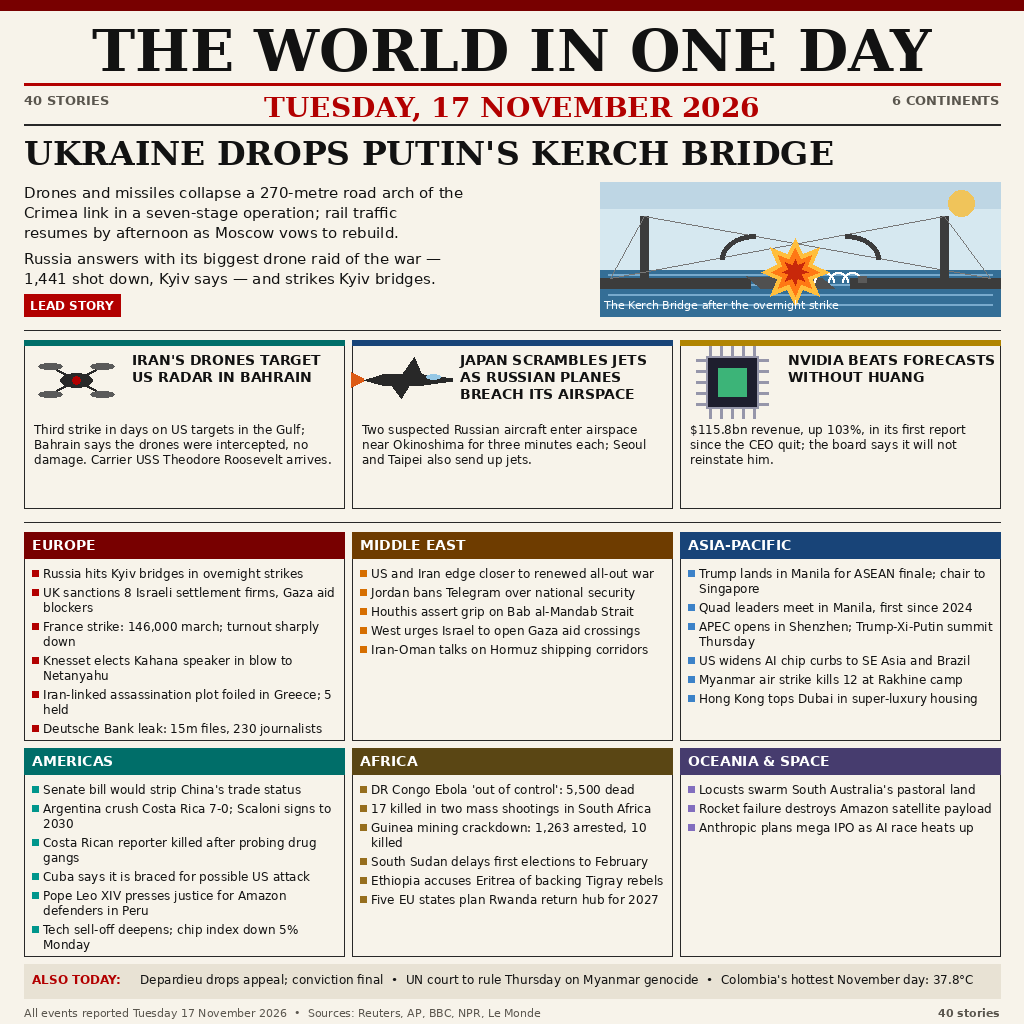 THE WORLD IN ONE DAY
40 STORIES
TUESDAY, 17 NOVEMBER 2026
6 CONTINENTS
UKRAINE DROPS PUTIN'S KERCH BRIDGE
Drones and missiles collapse a 270-metre road arch of the
Crimea link in a seven-stage operation; rail traffic
resumes by afternoon as Moscow vows to rebuild.
Russia answers with its biggest drone raid of the war —
1,441 shot down, Kyiv says — and strikes Kyiv bridges.
LEAD STORY
The Kerch Bridge after the overnight strike
IRAN'S DRONES TARGET
US RADAR IN BAHRAIN
Third strike in days on US targets in the Gulf;
Bahrain says the drones were intercepted, no
damage. Carrier USS Theodore Roosevelt arrives.
JAPAN SCRAMBLES JETS
AS RUSSIAN PLANES
BREACH ITS AIRSPACE
Two suspected Russian aircraft enter airspace
near Okinoshima for three minutes each; Seoul
and Taipei also send up jets.
NVIDIA BEATS FORECASTS
WITHOUT HUANG
$115.8bn revenue, up 103%, in its first report
since the CEO quit; the board says it will not
reinstate him.
EUROPE
Russia hits Kyiv bridges in overnight strikes
UK sanctions 8 Israeli settlement firms, Gaza aid
blockers
France strike: 146,000 march; turnout sharply
down
Knesset elects Kahana speaker in blow to
Netanyahu
Iran-linked assassination plot foiled in Greece; 5
held
Deutsche Bank leak: 15m files, 230 journalists
MIDDLE EAST
US and Iran edge closer to renewed all-out war
Jordan bans Telegram over national security
Houthis assert grip on Bab al-Mandab Strait
West urges Israel to open Gaza aid crossings
Iran-Oman talks on Hormuz shipping corridors
ASIA-PACIFIC
Trump lands in Manila for ASEAN finale; chair to
Singapore
Quad leaders meet in Manila, first since 2024
APEC opens in Shenzhen; Trump-Xi-Putin summit
Thursday
US widens AI chip curbs to SE Asia and Brazil
Myanmar air strike kills 12 at Rakhine camp
Hong Kong tops Dubai in super-luxury housing
AMERICAS
Senate bill would strip China's trade status
Argentina crush Costa Rica 7-0; Scaloni signs to
2030
Costa Rican reporter killed after probing drug
gangs
Cuba says it is braced for possible US attack
Pope Leo XIV presses justice for Amazon
defenders in Peru
Tech sell-off deepens; chip index down 5%
Monday
AFRICA
DR Congo Ebola 'out of control': 5,500 dead
17 killed in two mass shootings in South Africa
Guinea mining crackdown: 1,263 arrested, 10
killed
South Sudan delays first elections to February
Ethiopia accuses Eritrea of backing Tigray rebels
Five EU states plan Rwanda return hub for 2027
OCEANIA & SPACE
Locusts swarm South Australia's pastoral land
Rocket failure destroys Amazon satellite payload
Anthropic plans mega IPO as AI race heats up
ALSO TODAY: Depardieu drops appeal; conviction final • UN court to rule Thursday on Myanmar genocide • Colombia's hottest November day: 37.8°C
All events reported Tuesday 17 November 2026 • Sources: Reuters, AP, BBC, NPR, Le Monde
40 stories